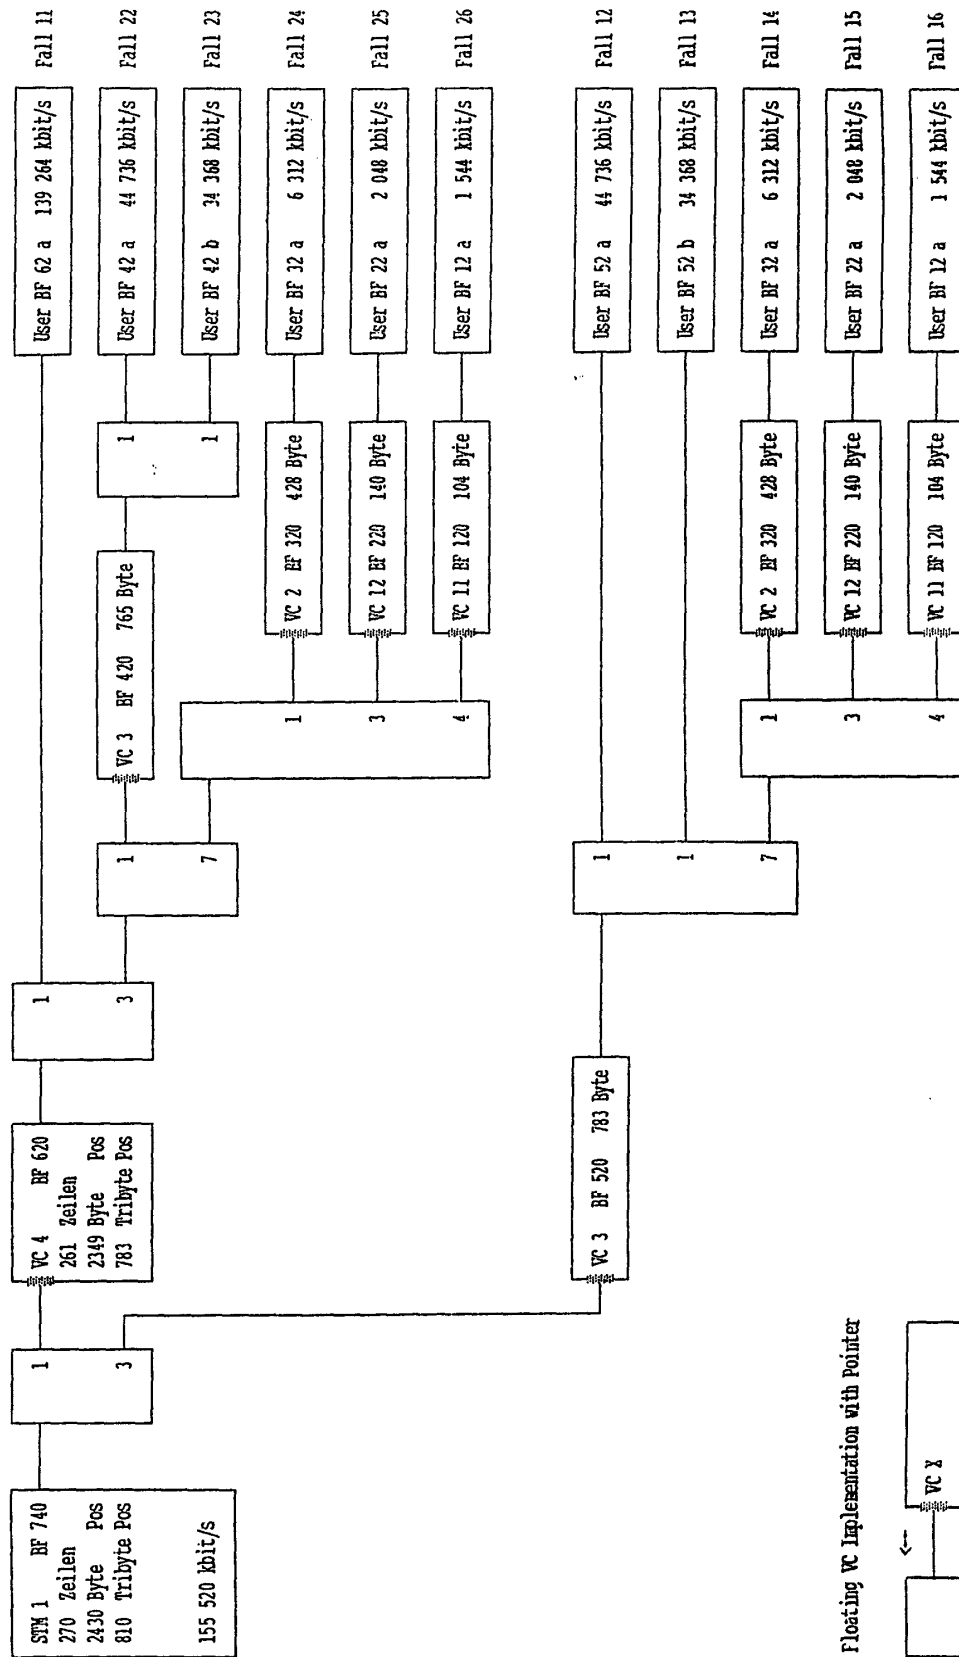 STM 1 BF 740
270 Zeilen
2430 Byte Pos
810 Tribyte Pos
155 520 kbit/s
1
3
VC 4 BF 620
261 Zeilen
2349 Byte Pos
783 Tribyte Pos
1
3
1
7
VC 3 BF 420 765 Byte
1
1
1
3
4
VC 2 BF 320 428 Byte
VC 12 BF 220 140 Byte
VC 11 BF 120 104 Byte
User BF 62 a 139 264 kbit/s Fall 11
User BF 42 a 44 736 kbit/s Fall 22
User BF 42 b 34 368 kbit/s Fall 23
User BF 32 a 6 312 kbit/s Fall 24
User BF 22 a 2 048 kbit/s Fall 25
User BF 12 a 1 544 kbit/s Fall 26
VC 3 BF 520 783 Byte
1
1
7
1
3
4
VC 2 BF 320 428 Byte
VC 12 BF 220 140 Byte
VC 11 BF 120 104 Byte
User BF 52 a 44 736 kbit/s Fall 12
User BF 52 b 34 368 kbit/s Fall 13
User BF 32 a 6 312 kbit/s Fall 14
User BF 22 a 2 048 kbit/s Fall 15
User BF 12 a 1 544 kbit/s Fall 16
Floating VC Implementation with Pointer
<--
VC X